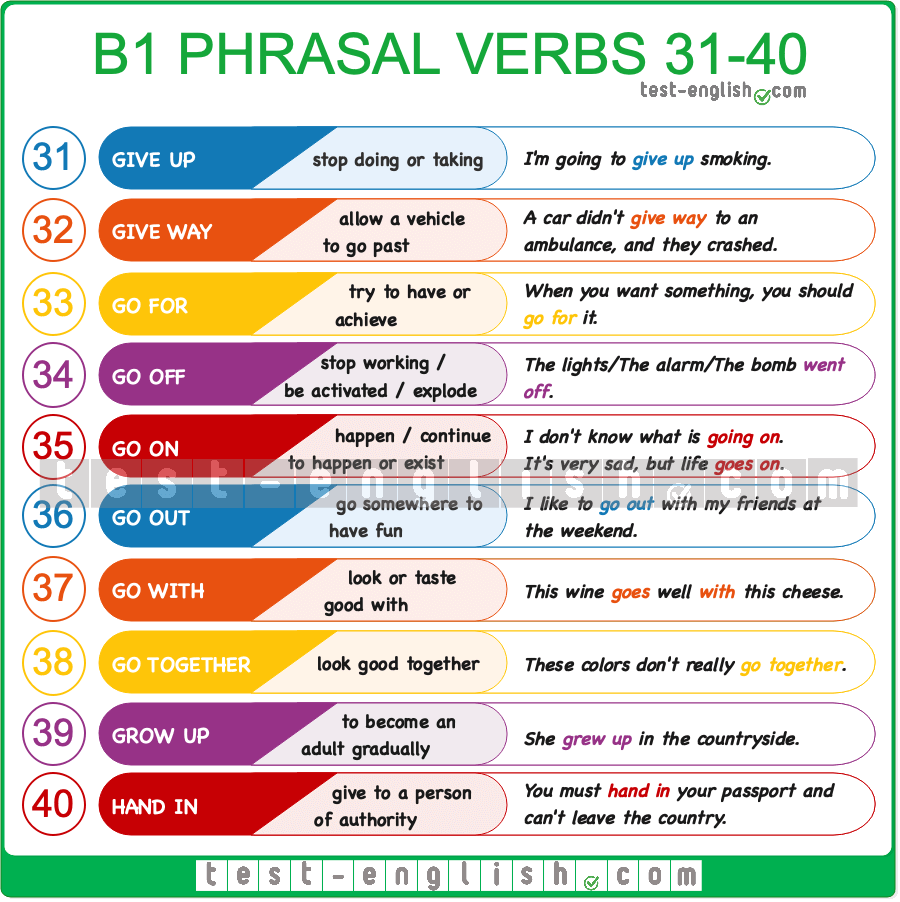 B1 PHRASAL VERBS 31-40
test-english.com
31
GIVE UP
stop doing or taking
I'm going to give up smoking.
32
GIVE WAY
allow a vehicle
to go past
A car didn't give way to an
ambulance, and they crashed.
33
GO FOR
try to have or
achieve
When you want something, you should
go for it.
34
GO OFF
stop working /
be activated / explode
The lights/The alarm/The bomb went
off.
35
GO ON
happen / continue
to happen or exist
I don't know what is going on.
It's very sad, but life goes on.
test-english.com
36
GO OUT
go somewhere to
have fun
I like to go out with my friends at
the weekend.
37
GO WITH
look or taste
good with
This wine goes well with this cheese.
38
GO TOGETHER
look good together
These colors don't really go together.
39
GROW UP
to become an
adult gradually
She grew up in the countryside.
40
HAND IN
give to a person
of authority
You must hand in your passport and
can't leave the country.
test-english.com